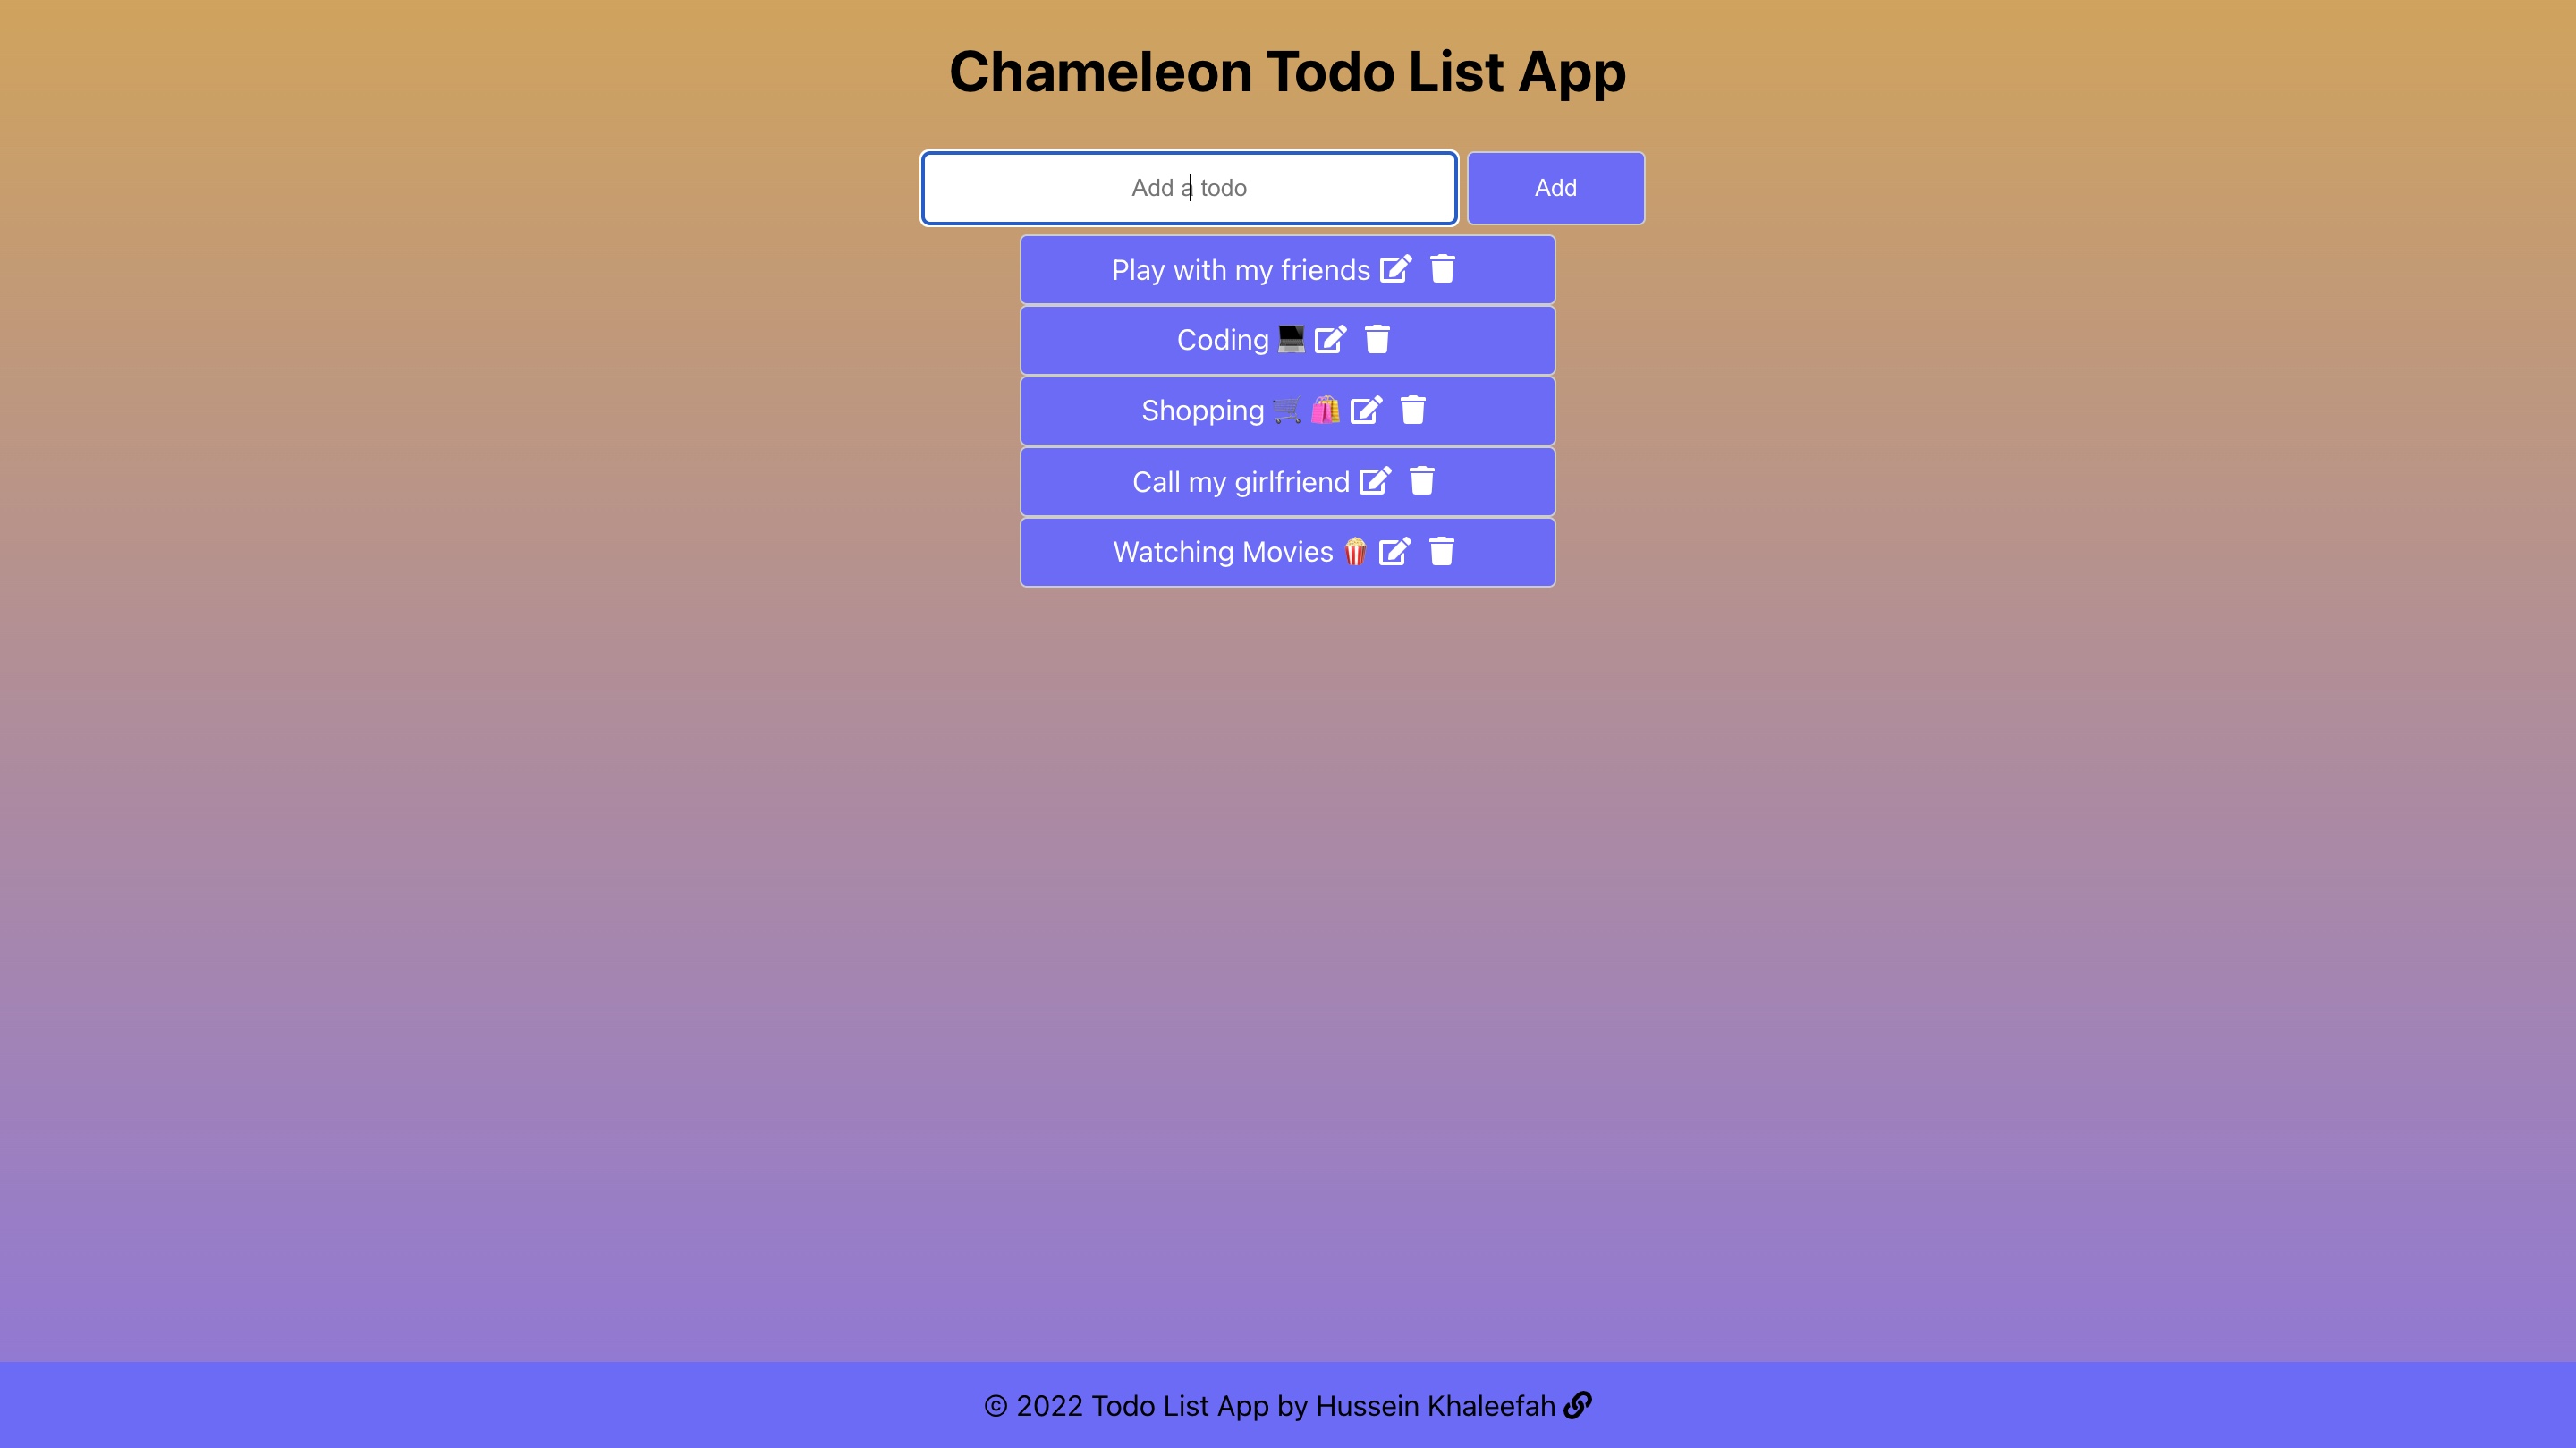 Chameleon Todo List App
Add a todo
Add
Play with my friends
Coding 💻
Shopping 🛒 🛍️
Call my girlfriend
Watching Movies 🍿
© 2022 Todo List App by Hussein Khaleefah